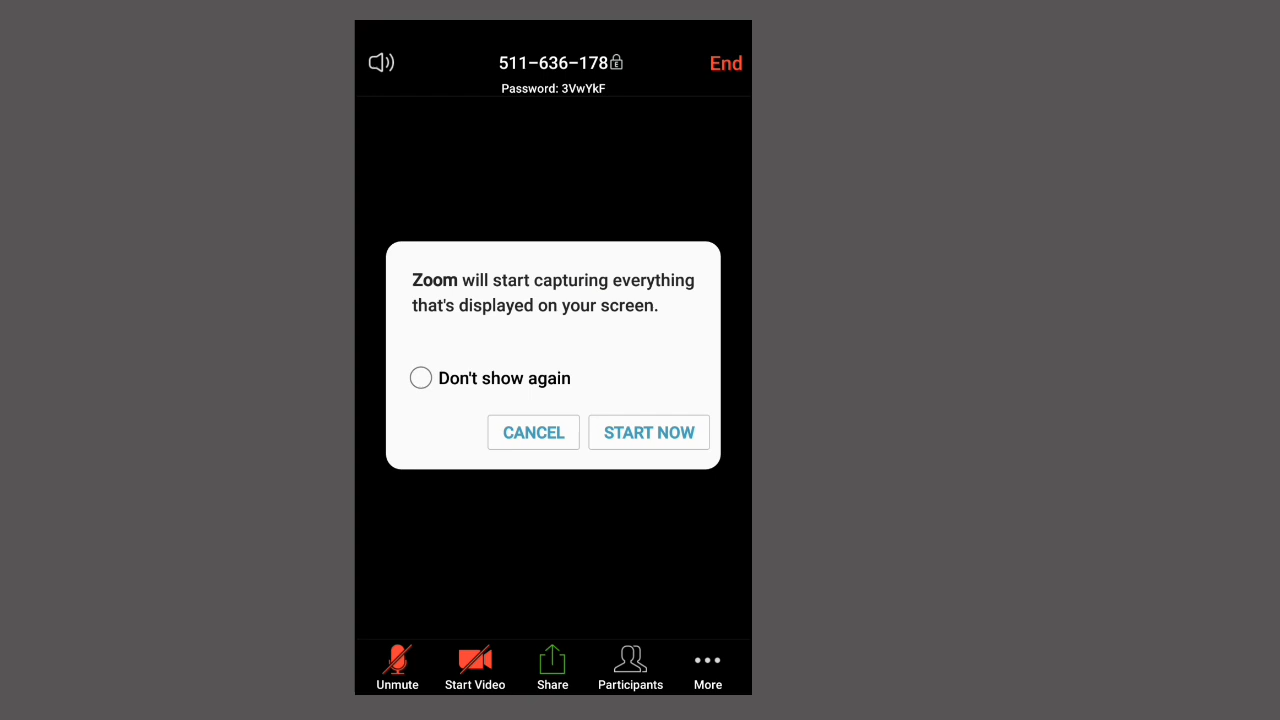 511-636-178
End
Password: 3VwYkF
Zoom will start capturing everything
that's displayed on your screen.
Don't show again
CANCEL START NOW
Unmute Start Video Share Participants More